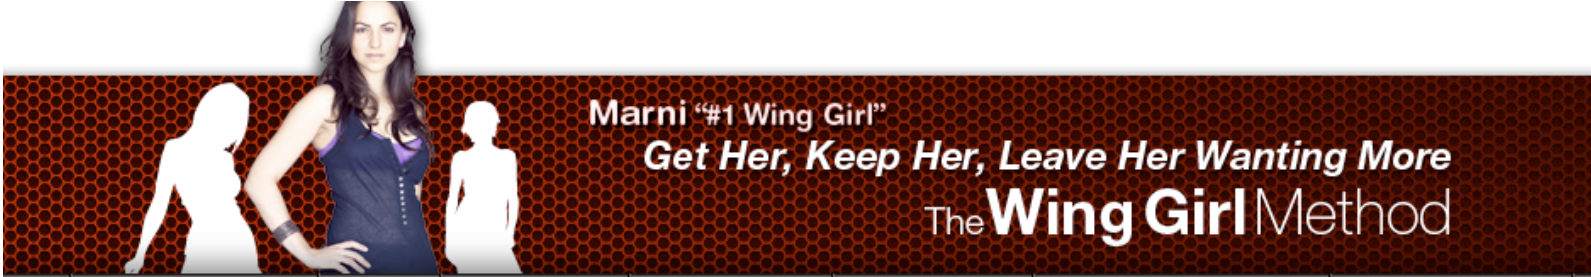 Marni “#1 Wing Girl”
Get Her, Keep Her, Leave Her Wanting More
The Wing Girl Method